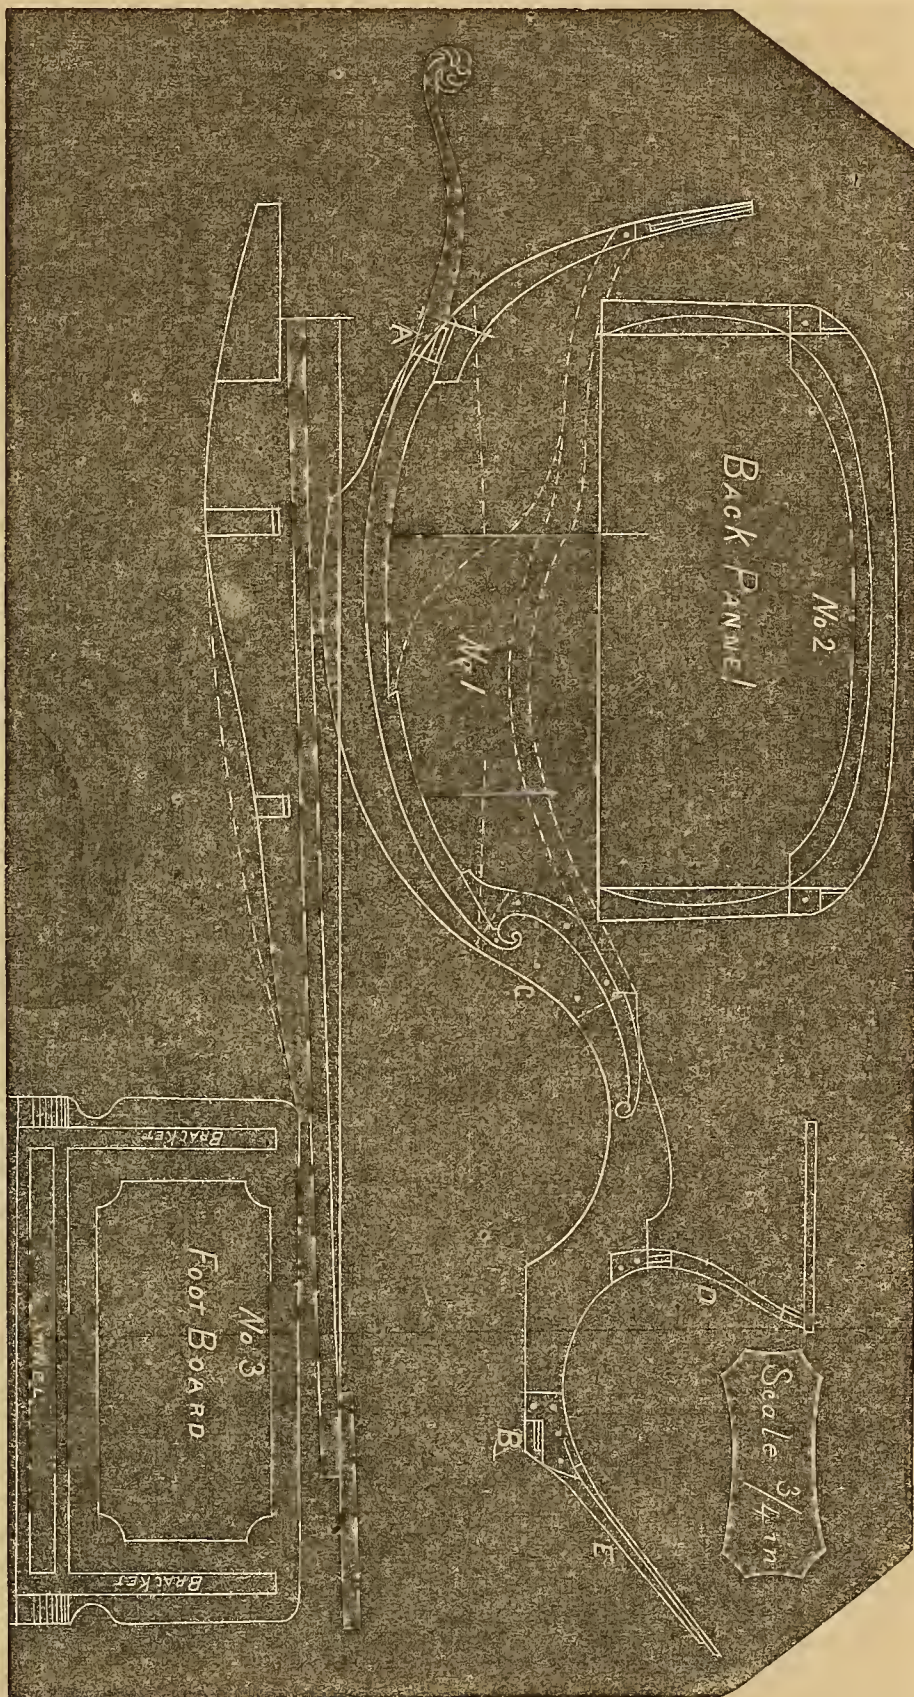 BACK PANNEL
No 2
No. 1
A
C
D
B
E
Scale 3/4 in
No 3
FOOT BOARD
BRACKET
BRACKET